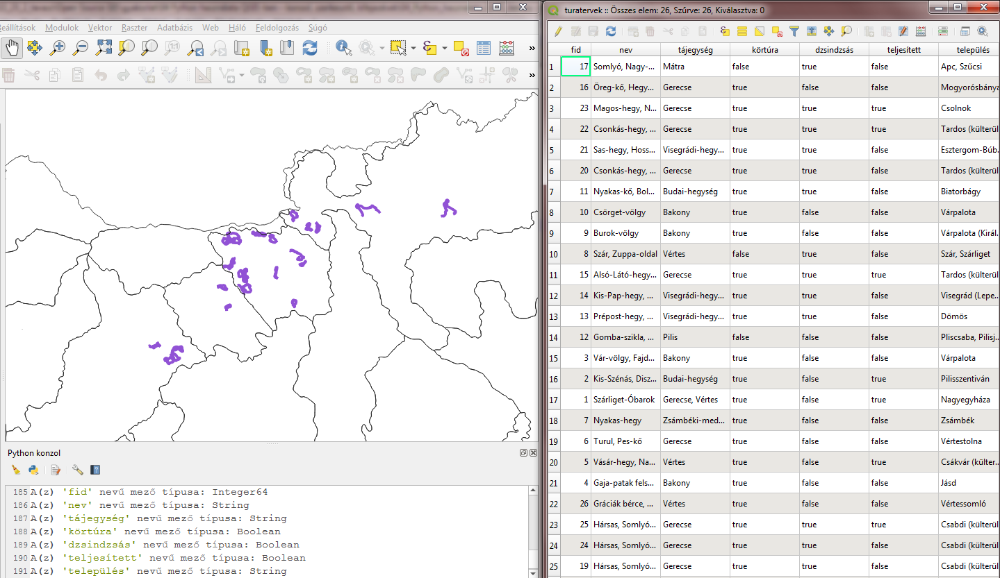 eállítások Modulok Vektor Raszter Adatbázis Web Háló Feldolgozás Súgó
turatervek :: Összes elem: 26, Szűrve: 26, Kiválasztva: 0
fid nev tájegység körtúra dzsindzsás teljesített település
1 17 Somlyó, Nagy-... Mátra false true false Apc, Szűcsi
2 16 Öreg-kő, Hegy... Gerecse true false false Mogyorósbánya
3 23 Magos-hegy, N... Gerecse true true true Csolnok
4 22 Csonkás-hegy, ... Gerecse true true true Tardos (külterül
5 21 Sas-hegy, Hoss... Visegrádi-hegy... true true false Esztergom-Búb.
6 20 Csonkás-hegy, ... Gerecse true true false Tardos (külterül
7 11 Nyakas-kő, Bol... Budai-hegység true true false Biatorbágy
8 10 Csörget-völgy Bakony true false false Várpalota
9 9 Burok-völgy Bakony true false false Várpalota (Királ.
10 8 Szár, Zuppa-oldal Vértes false true false Szár, Szárliget
11 15 Alsó-Látó-hegy... Gerecse true true true Tardos (külterül
12 14 Kis-Pap-hegy, ... Visegrádi-hegy... true false false Visegrád (Lepe...
13 13 Prépost-hegy, ... Visegrádi-hegy... true true false Dömös
14 12 Gomba-szikla, ... Pilis false false false Pliscsaba, Pilisj..
15 3 Vár-völgy, Fajd... Bakony true false false Várpalota
16 2 Kis-Szénás, Disz... Budai-hegység true false true Pilisszentiván
17 1 Szárliget-Óbarok Gerecse, Vértes true false true Nagyegyháza
18 7 Nyakas-hegy Zsámbéki-med... true false false Zsámbék
19 6 Turul, Pes-kő Gerecse true false false Vértestolna
20 5 Vásár-hegy, Na... Vértes true false true Csákvár (külter...
21 4 Gaja-patak fels... Bakony true false false Jásd
22 26 Gráciák bérce, ... Vértes true false false Vértessomló
23 25 Hársas, Somlyó... Gerecse true true false Csabdi (külterül
24 24 Hársas, Somlyó... Gerecse true true false Csabdi (külterül
25 19 Hársas, Somlyó... Gerecse true true false Csabdi (külterül
Python konzol
185 A(z) 'fid' nevű mező típusa: Integer64
186 A(z) 'nev' nevű mező típusa: String
187 A(z) 'tájegység' nevű mező típusa: String
188 A(z) 'körtúra' nevű mező típusa: Boolean
189 A(z) 'dzsindzsás' nevű mező típusa: Boolean
190 A(z) 'teljesített' nevű mező típusa: Boolean
191 A(z) 'település' nevű mező típusa: String